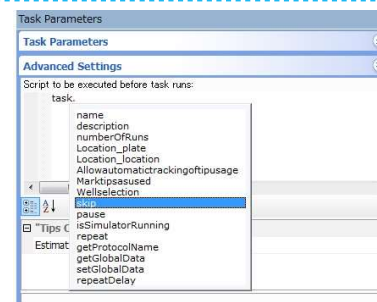 Task Parameters
Task Parameters
Advanced Settings
Script to be executed before task runs:
task.
name
description
numberOfRuns
Location_plate
Location_location
Allowautomatictrackingoftipusage
Marktipsasused
Wellselection
skip
pause
isSimulatorRunning
repeat
getProtocolName
getGlobalData
setGlobalData
repeatDelay
"Tips
Estimat